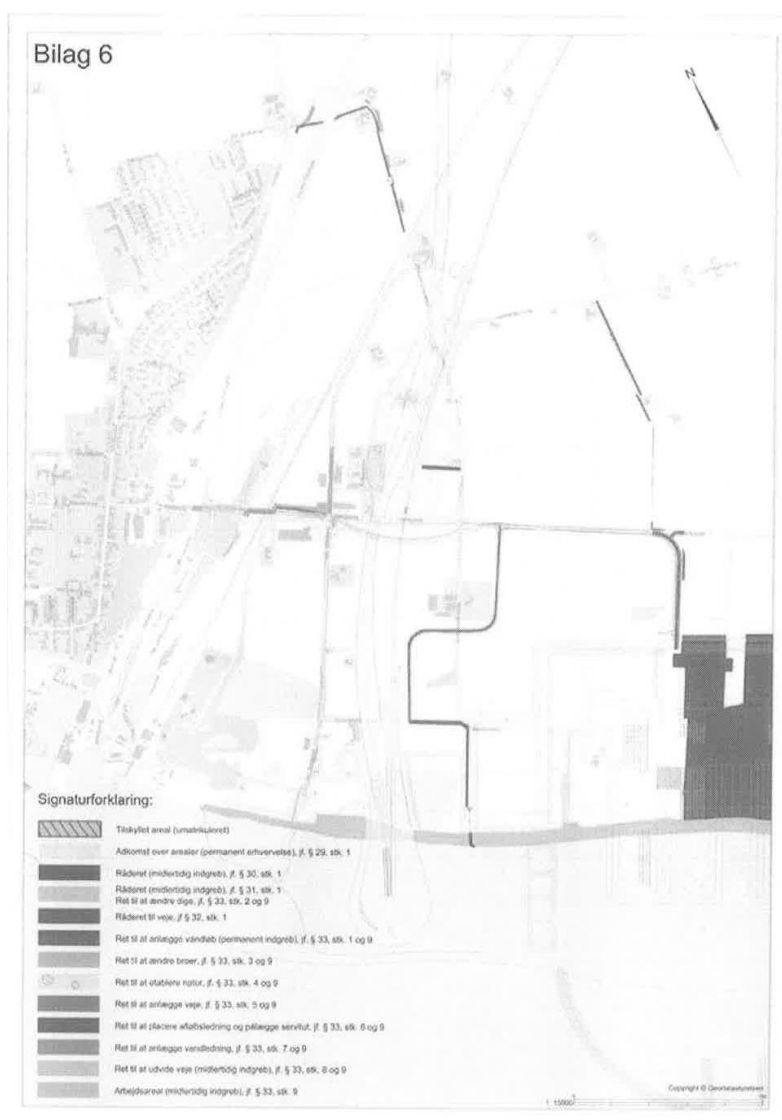 Bilag 6
N
Signaturforklaring:
Tilskyllet areal (umatrikuleret)
Adkomst over arealer (permanent erhvervelse), jf. § 29, stk. 1
Råderet (midlertidig indgreb), jf. § 30, stk. 1
Råderet (midlertidig indgreb), jf. § 31, stk. 1
Ret til at ændre dige, jf. § 33, stk. 2 og 9
Råderet til veje, jf § 32, stk. 1
Ret til at anlægge vandløb (permanent indgreb), jf. § 33, stk. 1 og 9
Ret til at ændre broer, jf. § 33, stk. 3 og 9
Ret til at etablere natur, jf. § 33, stk. 4 og 9
Ret til at anlægge veje, jf. § 33, stk. 5 og 9
Ret til at placere afløbsledning og pålægge servitut, jf. § 33, stk. 6 og 9
Ret til at anlægge vandledning, jf. § 33, stk. 7 og 9
Ret til at udvide veje (midlertidig indgreb), jf. § 33, stk. 8 og 9
Arbejdsareal (midlertidig indgreb), jf. § 33, stk. 9
Copyright © Geodatastyrelsen
1: 15000